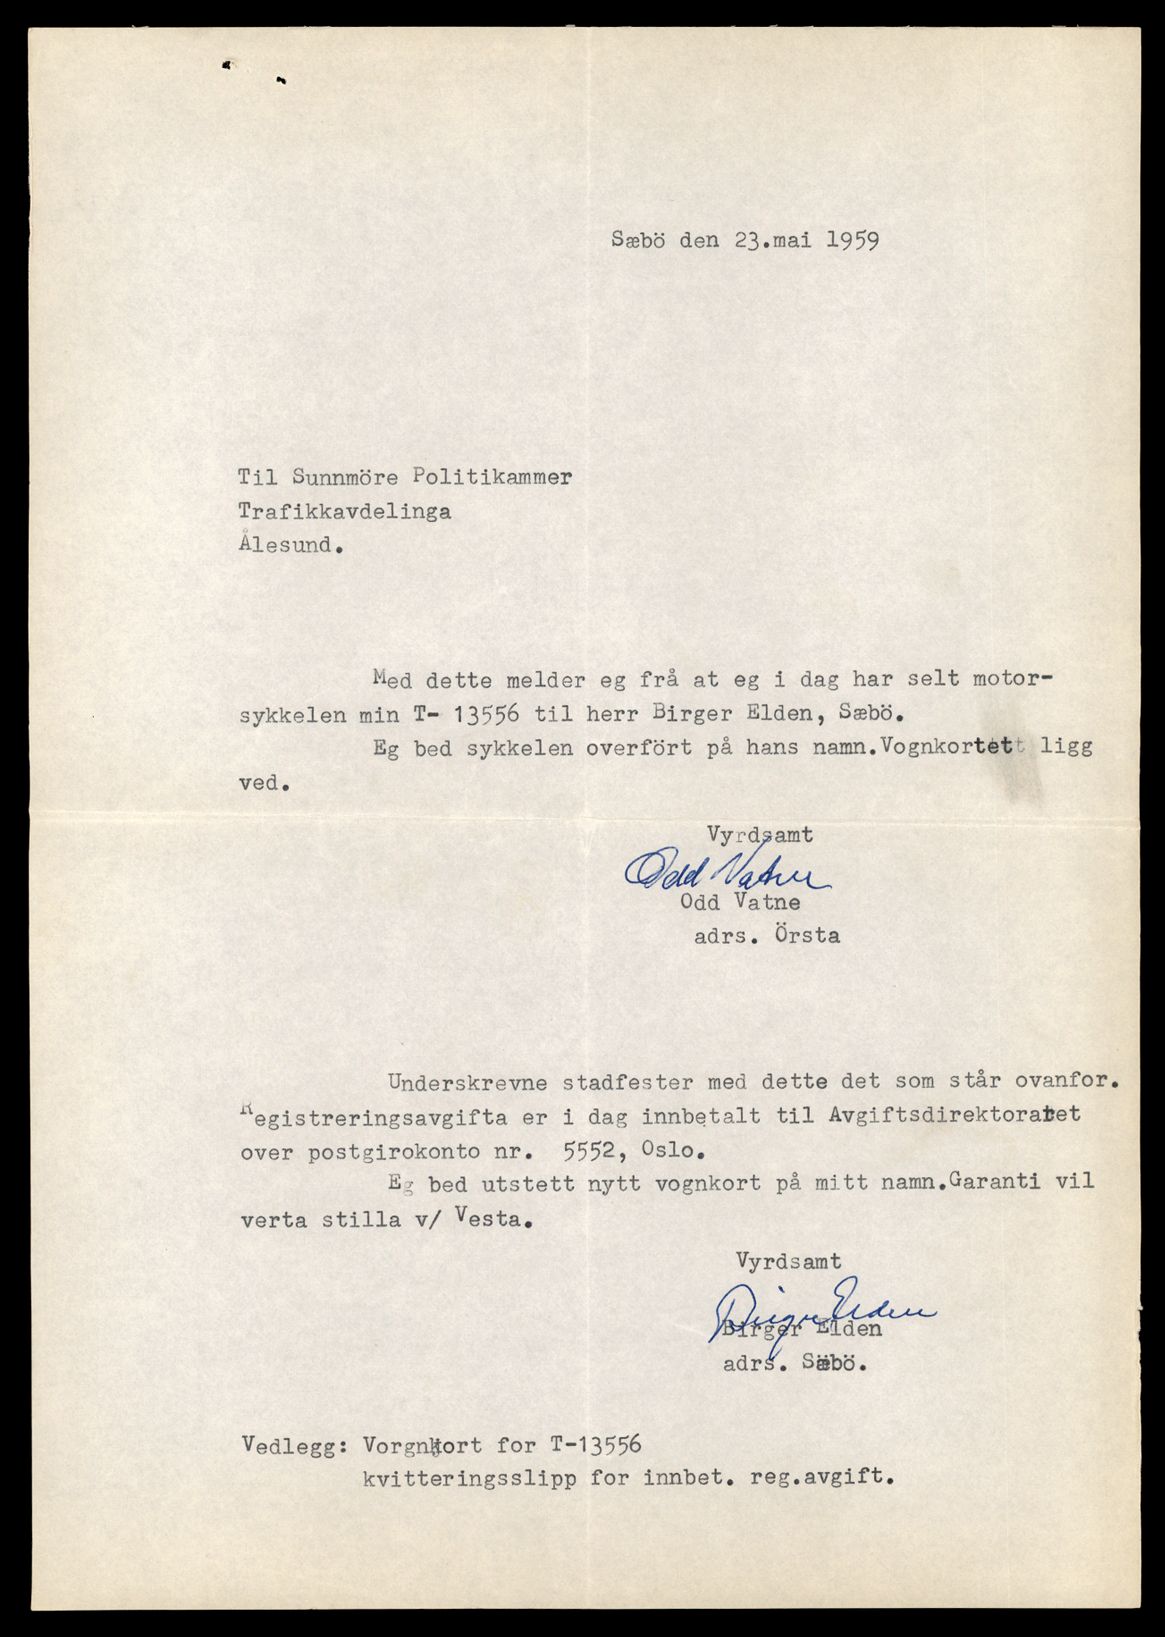 Sæbö den 23.mai 1959
Til Sunnmöre Politikammer
Trafikkavdelinga
Ålesund.
Med dette melder eg frå at eg i dag har selt motor-
sykkelen min T- 13556 til herr Birger Elden, Sæbö.
Eg bed sykkelen overfört på hans namn.Vognkortett ligg
ved.
Vyrdsamt
Odd Vatne
Odd Vatne
adrs. Örsta
Underskrevne stadfester med dette det som står ovanfor.
Registreringsavgifta er i dag innbetalt til Avgiftsdirektoratet
over postgirokonto nr. 5552, Oslo.
Eg bed utstett nytt vognkort på mitt namn.Garanti vil
verta stilla v/ Vesta.
Vyrdsamt
Birger Elden
Birger Elden
adrs. Sæbö.
Vedlegg: Vorgnkort for T-13556
kvitteringsslipp for innbet. reg.avgift.